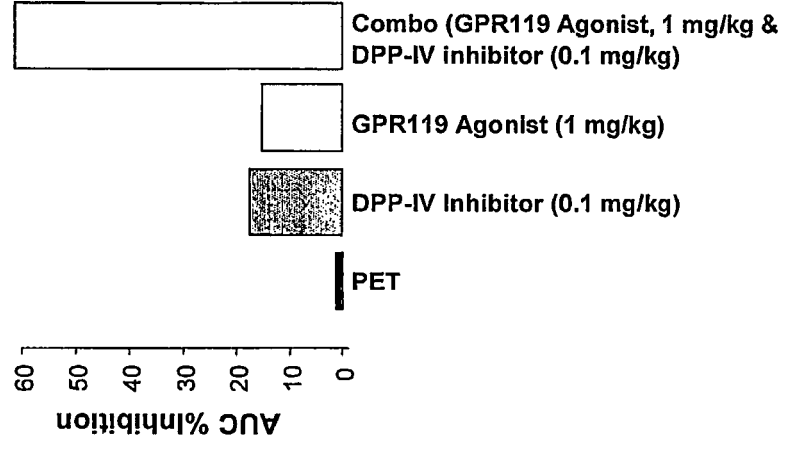 Combo (GPR119 Agonist, 1 mg/kg &
DPP-IV inhibitor (0.1 mg/kg)
GPR119 Agonist (1 mg/kg)
DPP-IV Inhibitor (0.1 mg/kg)
PET
60
50
40
30
20
10
0
AUC %Inhibition